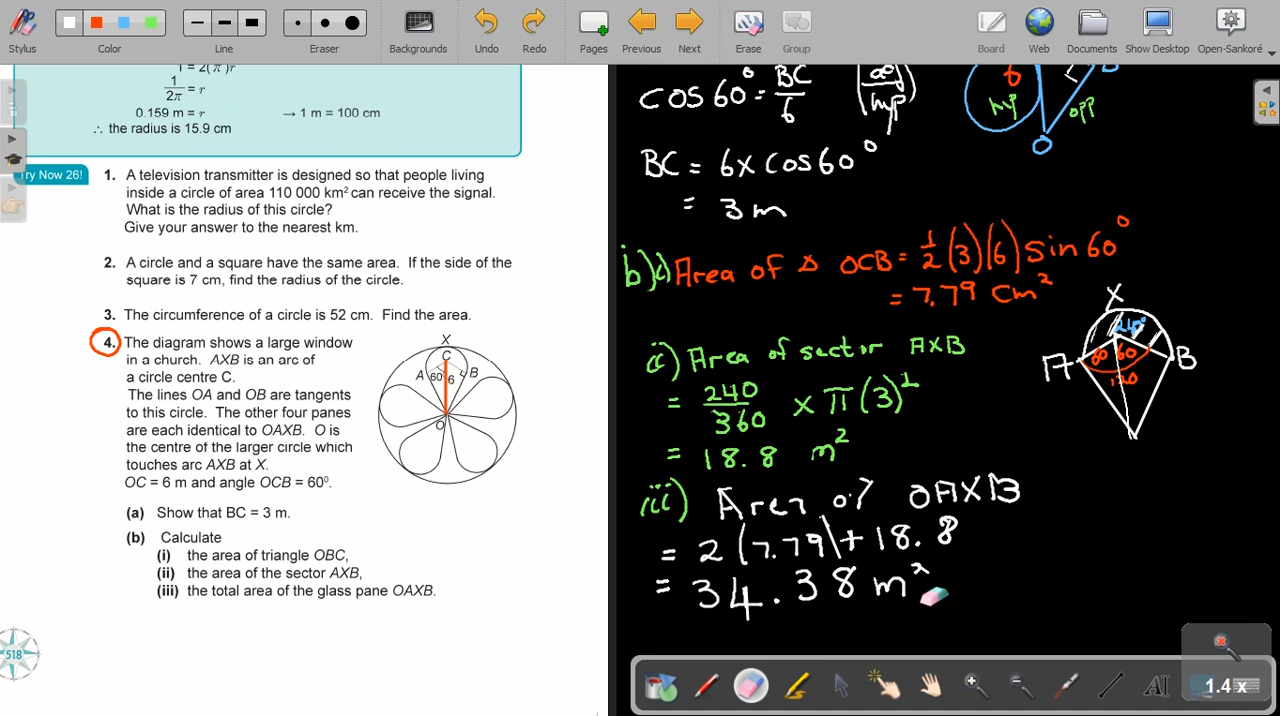 Stylus
Color
Line
Eraser
Backgrounds
Undo
Redo
Pages
Previous
Next
Erase
Group
Board
Web
Documents
Show Desktop
Open-Sankoré
1 = 2(π)r
1/2π = r
0.159 m = r → 1 m = 100 cm
∴ the radius is 15.9 cm
Try Now 26!
1. A television transmitter is designed so that people living
inside a circle of area 110 000 km² can receive the signal.
What is the radius of this circle?
Give your answer to the nearest km.
2. A circle and a square have the same area. If the side of the
square is 7 cm, find the radius of the circle.
3. The circumference of a circle is 52 cm. Find the area.
4. The diagram shows a large window
in a church. AXB is an arc of
a circle centre C.
The lines OA and OB are tangents
to this circle. The other four panes
are each identical to OAXB. O is
the centre of the larger circle which
touches arc AXB at X.
OC = 6 m and angle OCB = 60⁰.
X
C
A 60° 6 B
O
(a) Show that BC = 3 m.
(b) Calculate
(i) the area of triangle OBC,
(ii) the area of the sector AXB,
(iii) the total area of the glass pane OAXB.
518
cos 60° = BC/6
hyp
6
hyp
opp
O
BC = 6 x cos 60°
= 3 m
b)i) Area of △ OCB = 1/2 (3)(6) sin 60°
= 7.79 cm²
ii) Area of sector AXB
= 240/360 x π(3)²
= 18.8 m²
X
240°
A 60 60 B
120
iii) Area of OAXB
= 2(7.79) + 18.8
= 34.38 m²
1.4 x